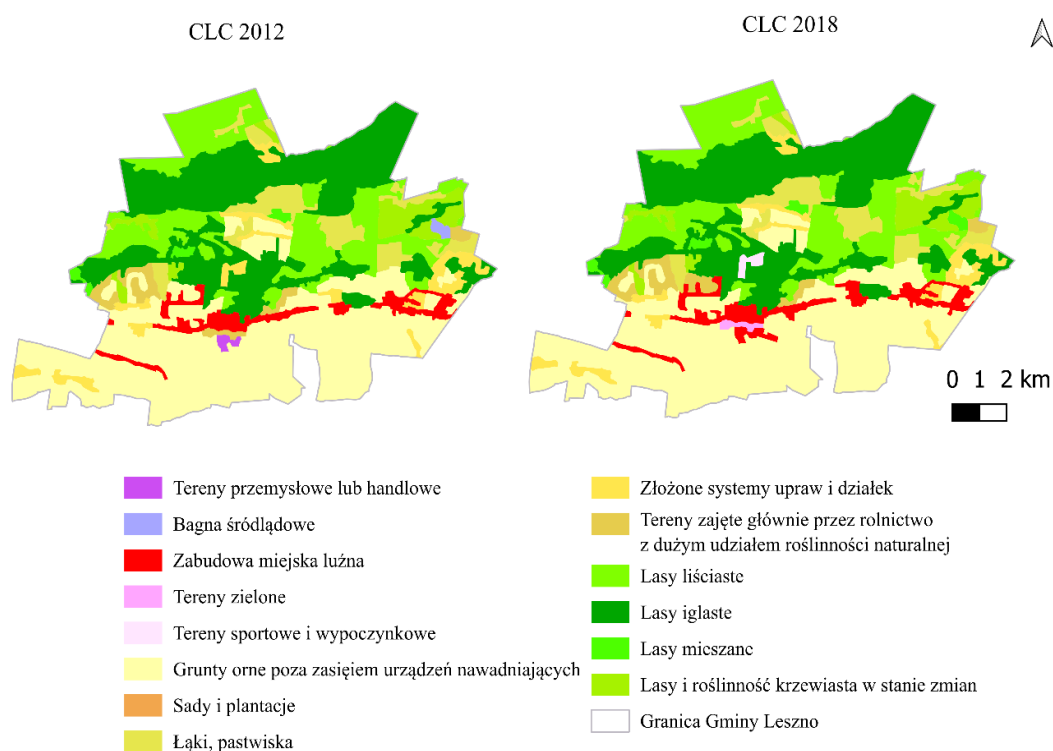 CLC 2012
CLC 2018
0 1 2 km
Tereny przemysłowe lub handlowe
Bagna śródlądowe
Zabudowa miejska luźna
Tereny zielone
Tereny sportowe i wypoczynkowe
Grunty orne poza zasięiem urządzeń nawadniających
Sady i plantacje
Łąki, pastwiska
Złożone systemy upraw i działek
Tereny zajęte głównie przez rolnictwo
z dużym udziałem roślinności naturalnej
Lasy liściaste
Lasy iglaste
Lasy mieszane
Lasy i roślinność krzewiasta w stanie zmian
Granica Gminy Leszno